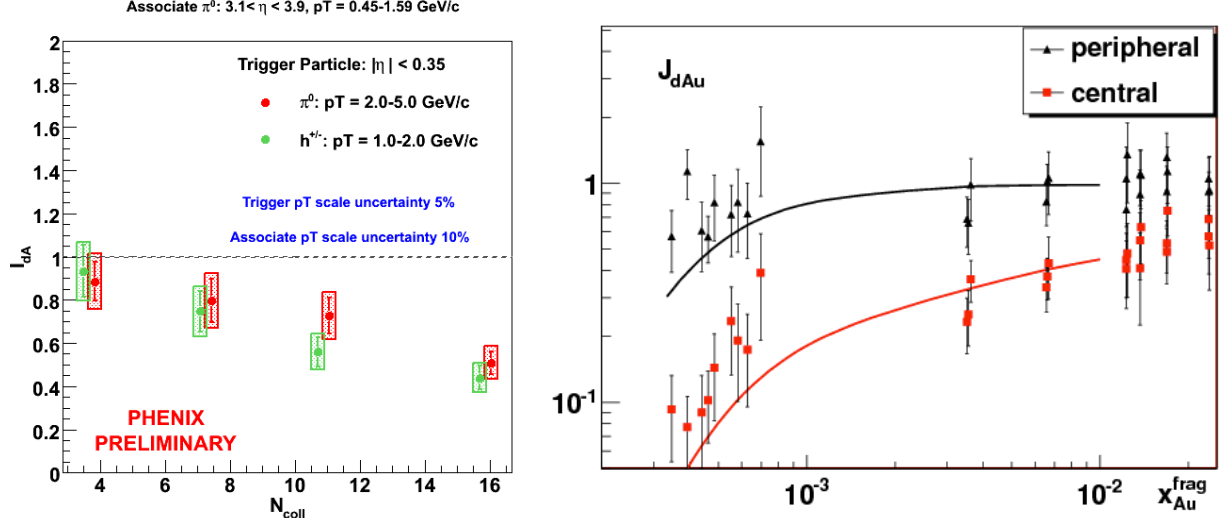 Associate π⁰: 3.1< η < 3.9, pT = 0.45-1.59 GeV/c
2
1.8
1.6
1.4
1.2
1
0.8
0.6
0.4
0.2
0
I_dA
Trigger Particle: |η| < 0.35
π⁰: pT = 2.0-5.0 GeV/c
h⁺/⁻: pT = 1.0-2.0 GeV/c
Trigger pT scale uncertainty 5%
Associate pT scale uncertainty 10%
PHENIX
PRELIMINARY
4 6 8 10 12 14 16
N_coll
J_dAu
peripheral
central
1
10⁻¹
10⁻³ 10⁻² x_Au^frag